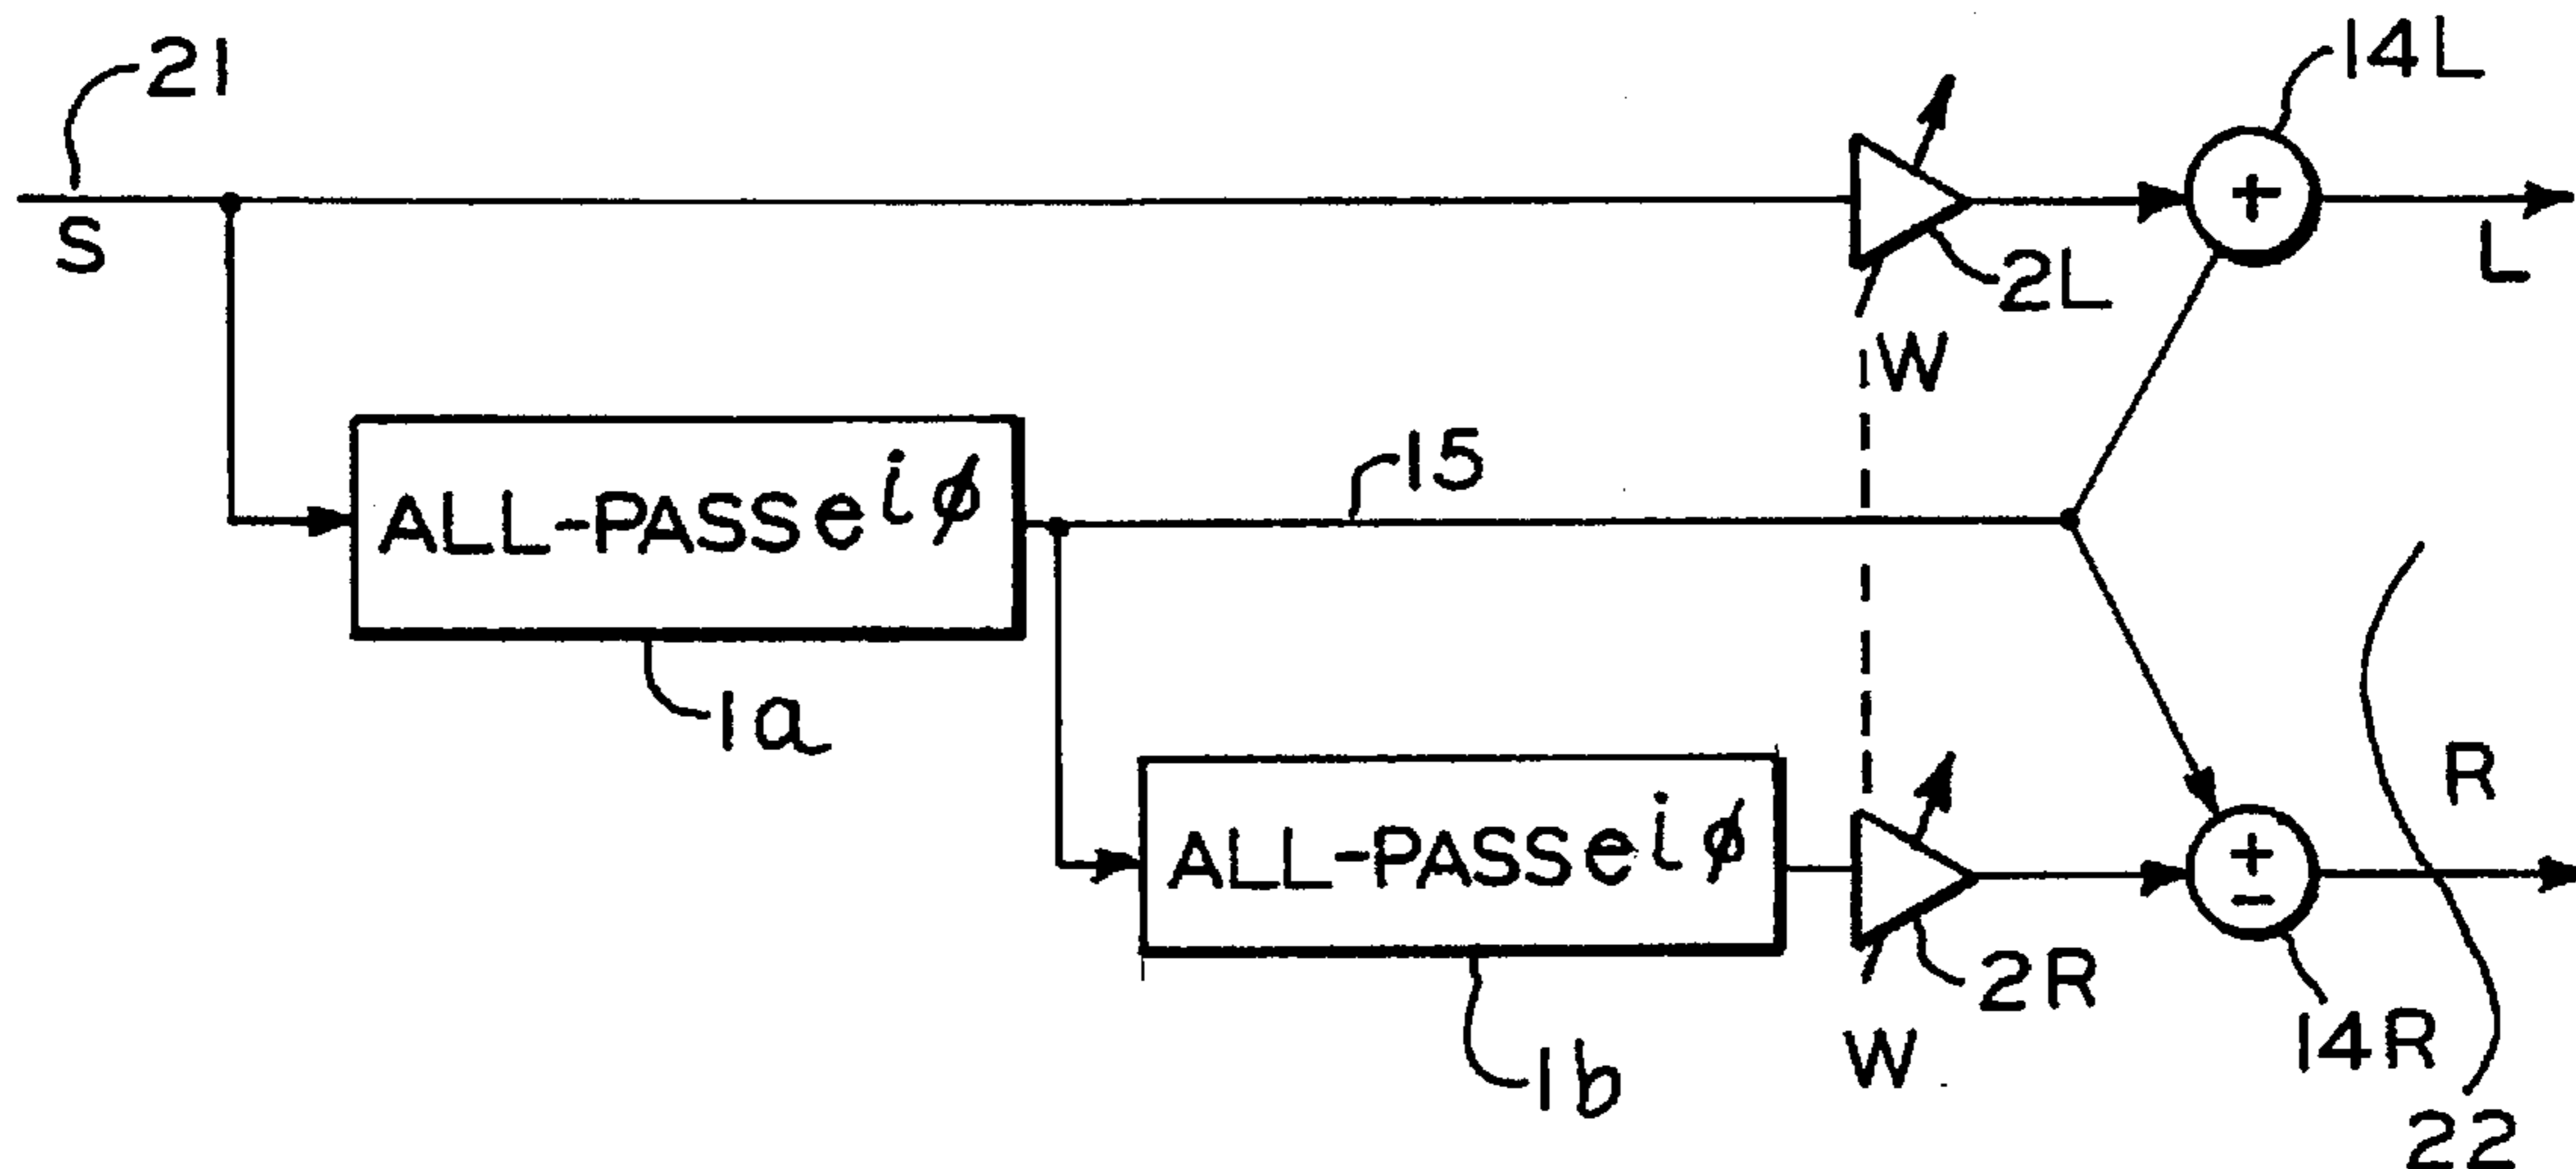 21
14L
+
S
2L
L
W
15
ALL-PASS e^{iϕ}
1a
R
ALL-PASS e^{iϕ}
+
-
2R
14R
W
1b
22